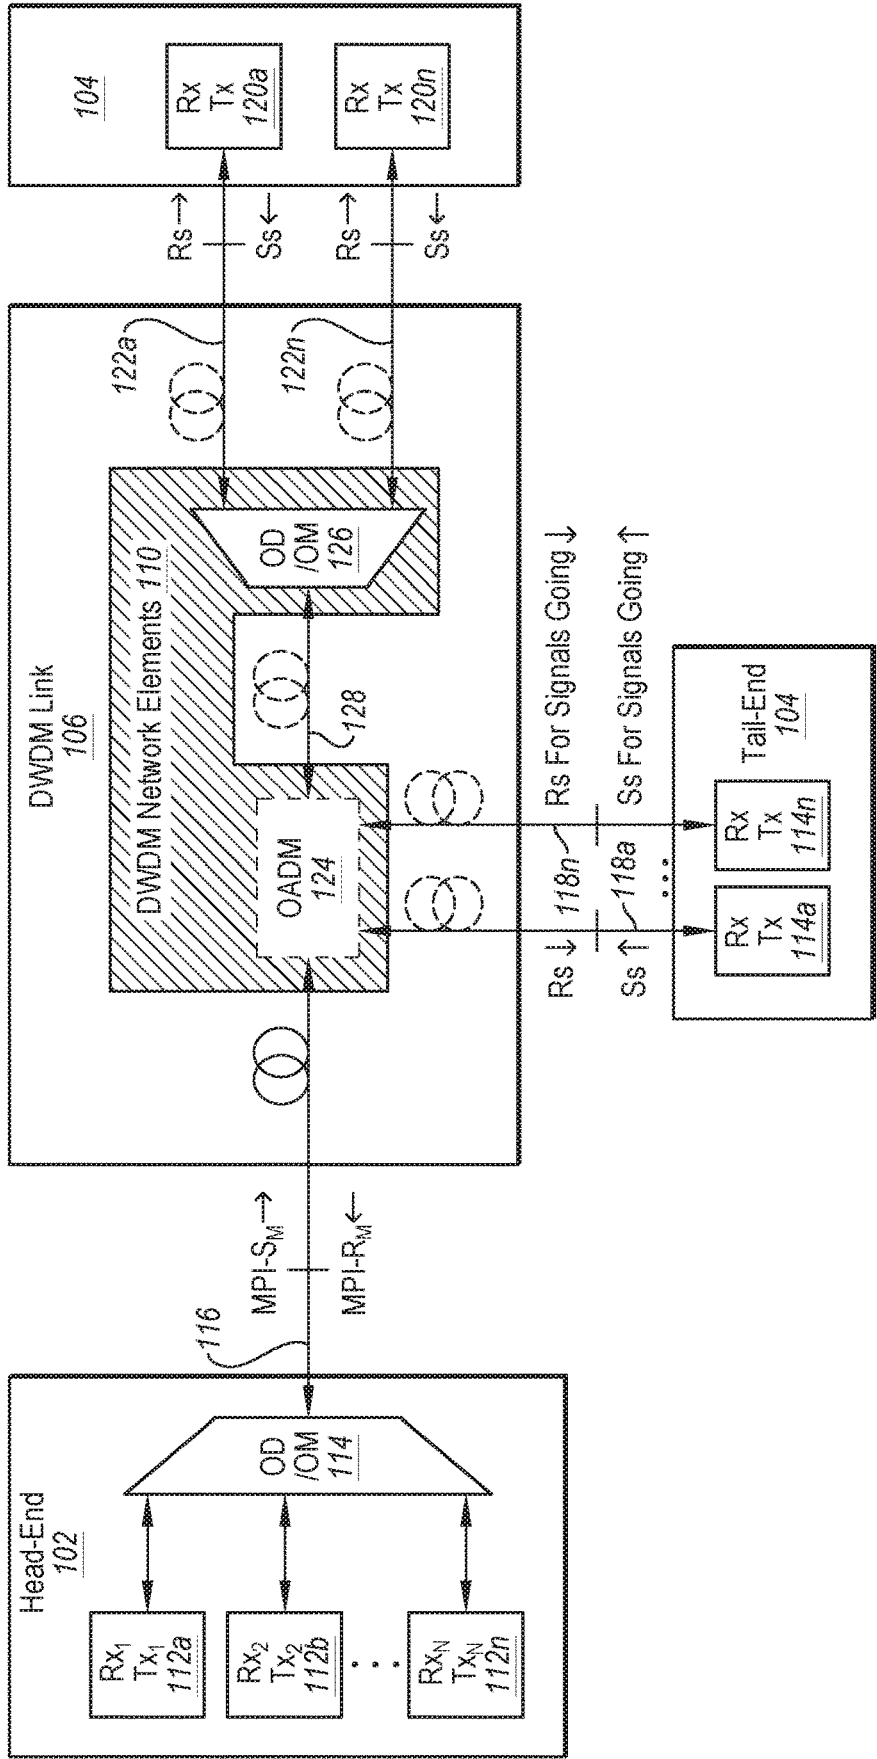 Head-End
102
Rx1
Tx1
112a
Rx2
Tx2
112b
• • •
RxN
TxN
112n
OD
/OM
114
116
MPI-SM →
MPI-RM ←
DWDM Link
106
DWDM Network Elements 110
OADM
124
128
OD
/OM
126
122a
122n
Rs →
Ss ←
Rs →
Ss ←
104
Rx
Tx
120a
Rx
Tx
120n
Rs ↓
Ss ↑
118n
118a
Rs For Signals Going ↓
Ss For Signals Going ↑
• • •
Rx
Tx
114a
Rx
Tx
114n
Tail-End
104